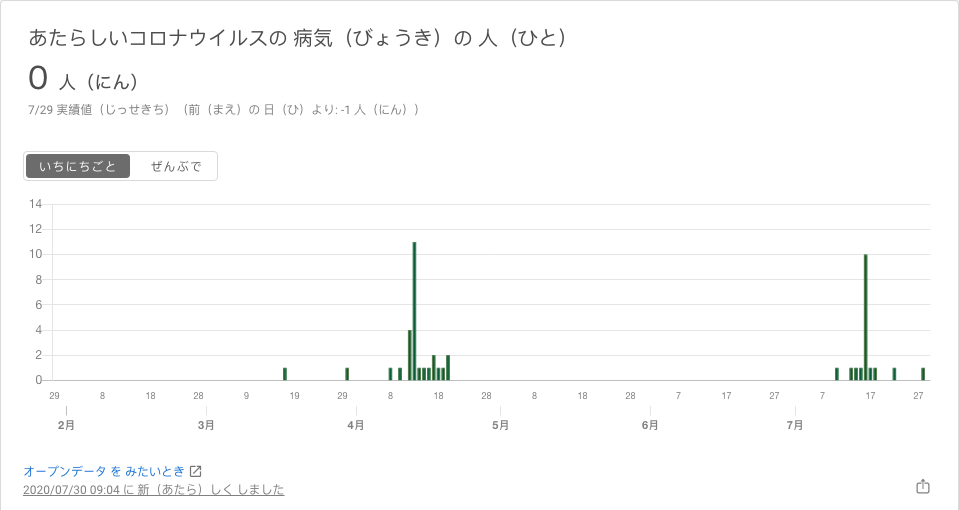 あたらしいコロナウイルスの 病気（びょうき）の 人（ひと）
0 人（にん）
7/29 実績値（じっせきち）（前（まえ）の 日（ひ）より: -1 人（にん））
いちにちごと ぜんぶで
14
12
10
8
6
4
2
0
29 8 18 28 9 19 29 8 18 28 8 18 28 7 17 27 7 17 27
2月 3月 4月 5月 6月 7月
オープンデータ を みたいとき
2020/07/30 09:04 に 新（あたら）しく しました